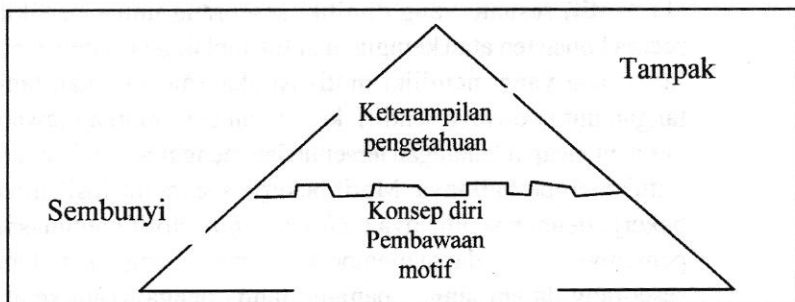 Tampak
Keterampilan
pengetahuan
Sembunyi
Konsep diri
Pembawaan
motif